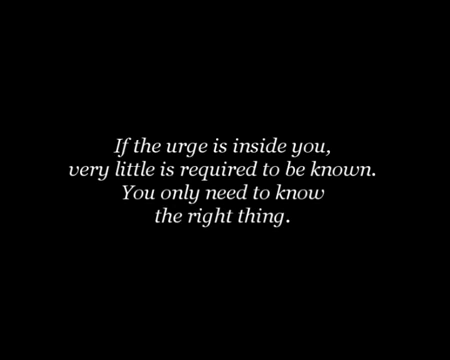 If the urge is inside you,
very little is required to be known.
You only need to know
the right thing.